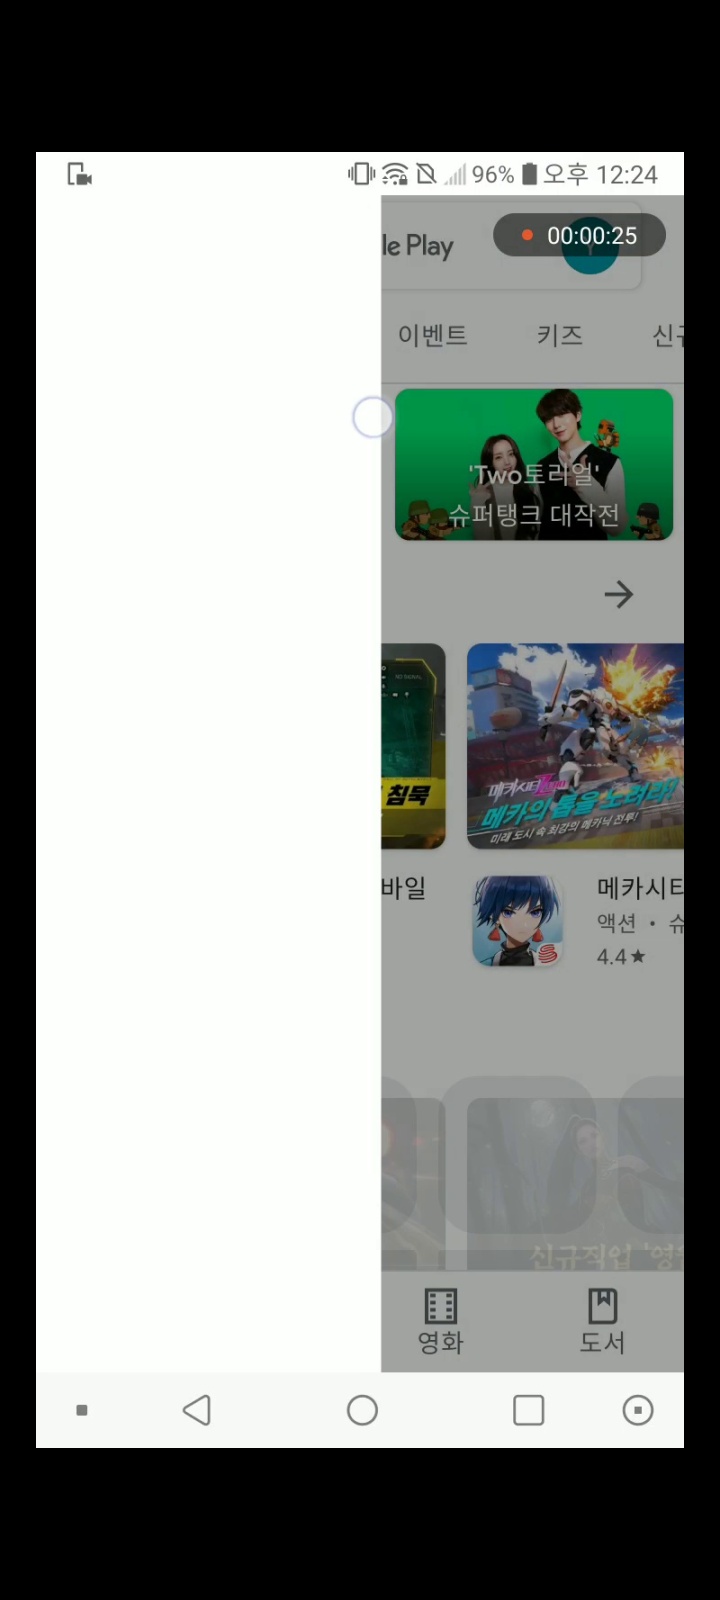 96% 오후 12:24
le Play
00:00:25
이벤트 키즈 신규
'Two토리얼'
슈퍼탱크 대작전
NO SIGNAL
침묵
메카시티
메카의 톱을 노려라!
미래 도시 속 최강의 메카닉 전투!
바일
메카시티
액션 • 슈
4.4★
신규직업 '영
영화 도서